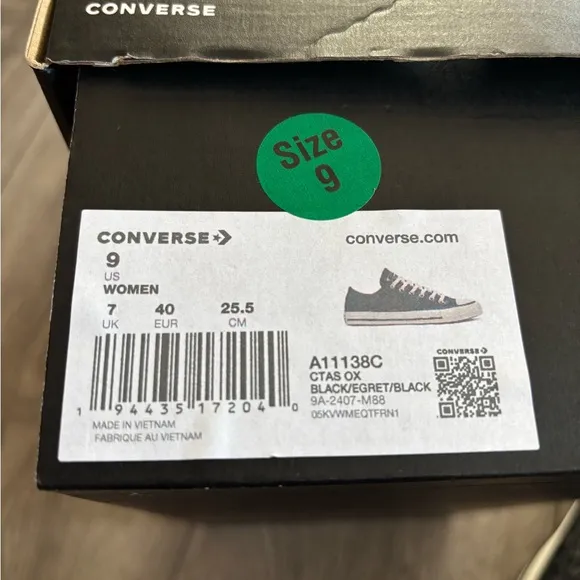 CONVERSE
Size
9
CONVERSE
converse.com
9
US
WOMEN
7 40 25.5
UK EUR CM
1 94435 17204 0
MADE IN VIETNAM
FABRIQUE AU VIETNAM
A11138C
CTAS OX
BLACK/EGRET/BLACK
9A-2407-M88
05KVWMEQTFRN1
CONVERSE